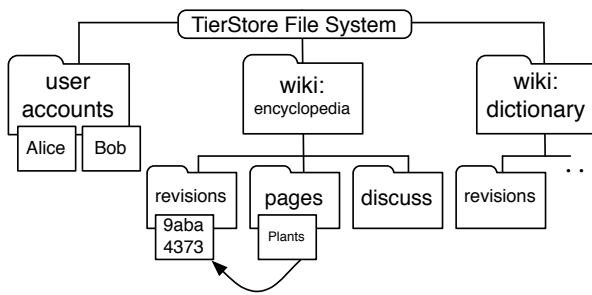 TierStore File System
user
accounts
Alice
Bob
wiki:
encyclopedia
wiki:
dictionary
revisions
9aba
4373
pages
Plants
discuss
revisions
. .